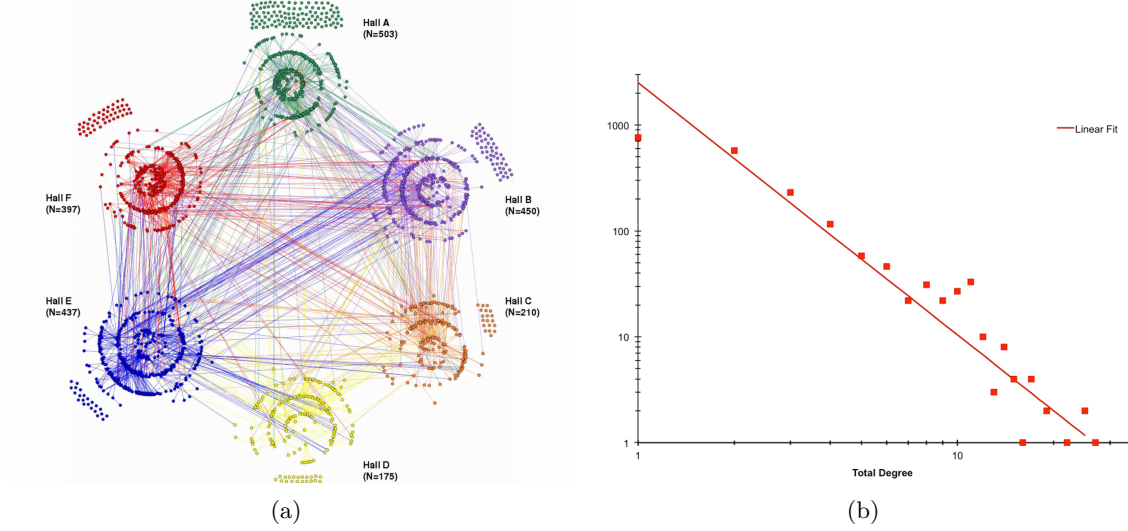 Hall A
(N=503)
Hall B
(N=450)
Hall F
(N=397)
Hall E
(N=437)
Hall C
(N=210)
Hall D
(N=175)
(a)
1000
100
10
1
1
10
Linear Fit
Total Degree
(b)